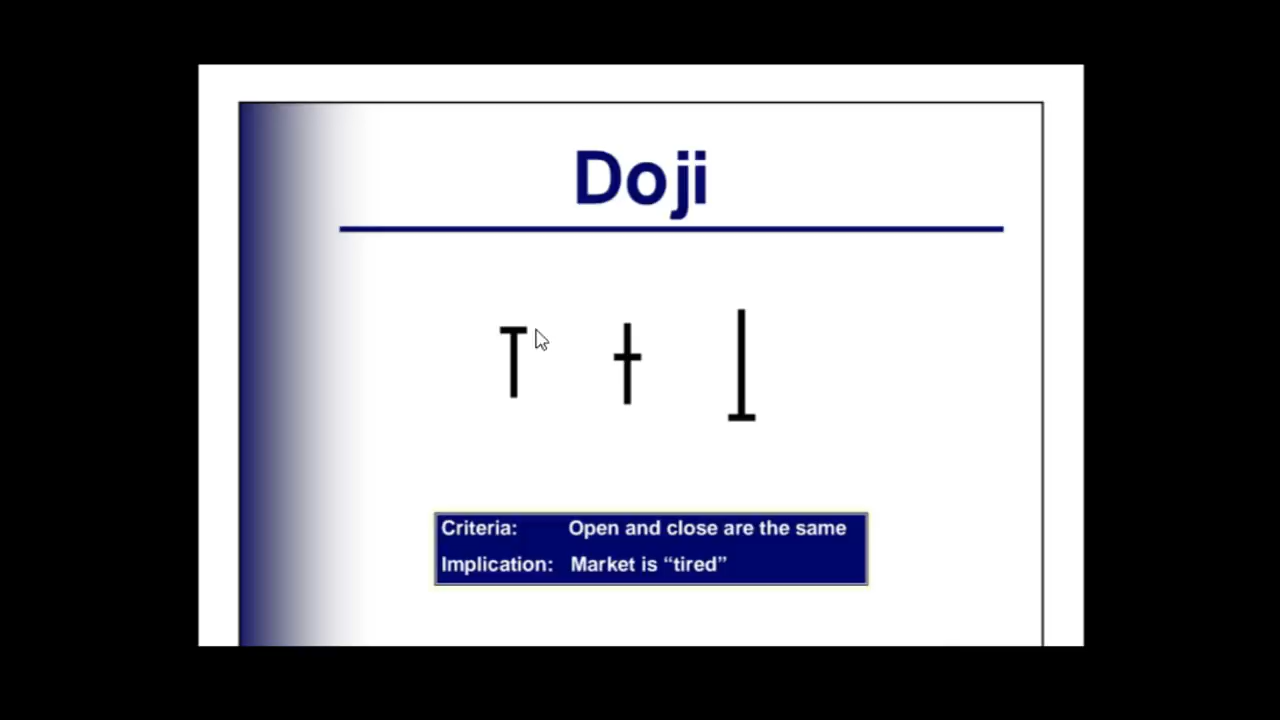 Doji
Criteria: Open and close are the same
Implication: Market is “tired”